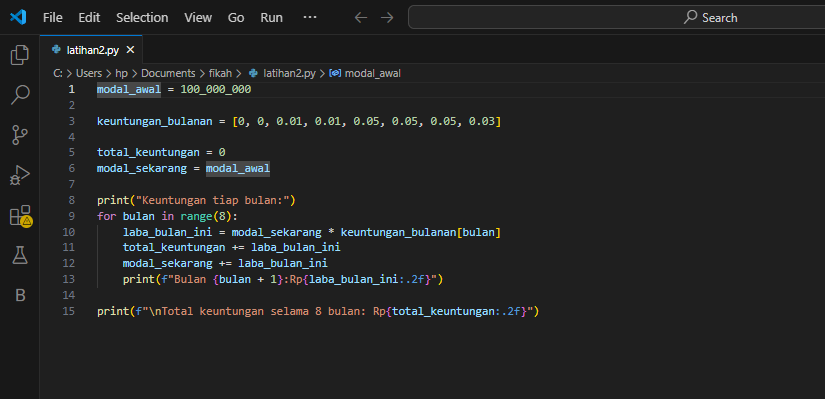 File Edit Selection View Go Run ··· ← → Search
latihan2.py ×
C: > Users > hp > Documents > fikah > latihan2.py > modal_awal
1 modal_awal = 100_000_000
2
3 keuntungan_bulanan = [0, 0, 0.01, 0.01, 0.05, 0.05, 0.05, 0.03]
4
5 total_keuntungan = 0
6 modal_sekarang = modal_awal
7
8 print("Keuntungan tiap bulan:")
9 for bulan in range(8):
10 laba_bulan_ini = modal_sekarang * keuntungan_bulanan[bulan]
11 total_keuntungan += laba_bulan_ini
12 modal_sekarang += laba_bulan_ini
13 print(f"Bulan {bulan + 1}:Rp{laba_bulan_ini:.2f}")
14
15 print(f"\nTotal keuntungan selama 8 bulan: Rp{total_keuntungan:.2f}")
B